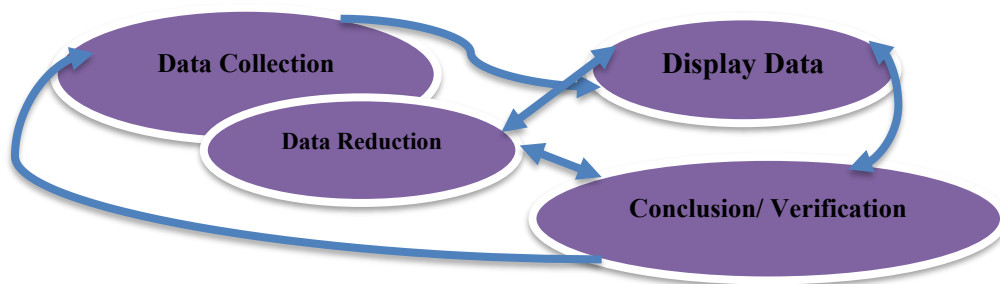 Data Collection
Display Data
Data Reduction
Conclusion/ Verification